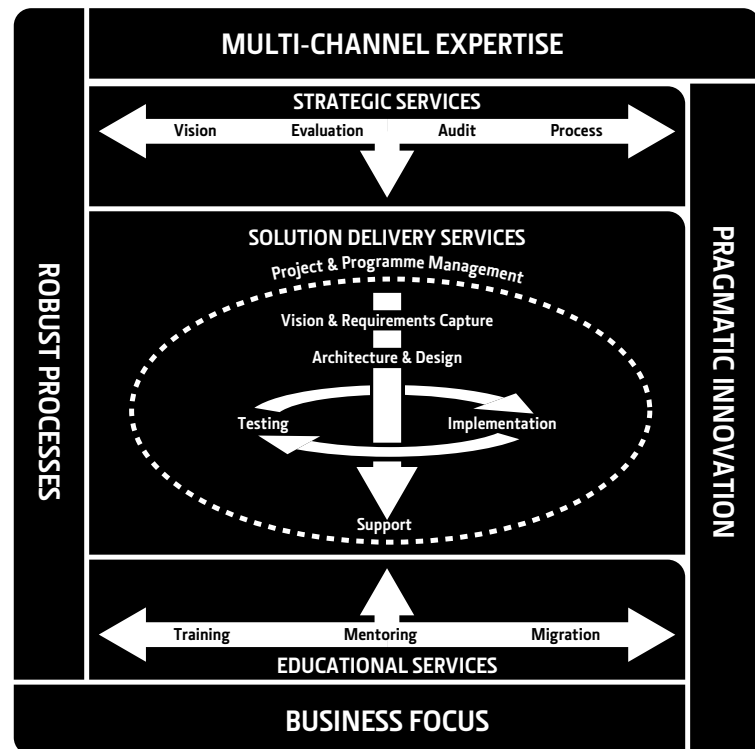 MULTI-CHANNEL EXPERTISE
STRATEGIC SERVICES
Vision Evaluation Audit Process
ROBUST PROCESSES
PRAGMATIC INNOVATION
SOLUTION DELIVERY SERVICES
Project & Programme Management
Vision & Requirements Capture
Architecture & Design
Testing Implementation
Support
Training Mentoring Migration
EDUCATIONAL SERVICES
BUSINESS FOCUS